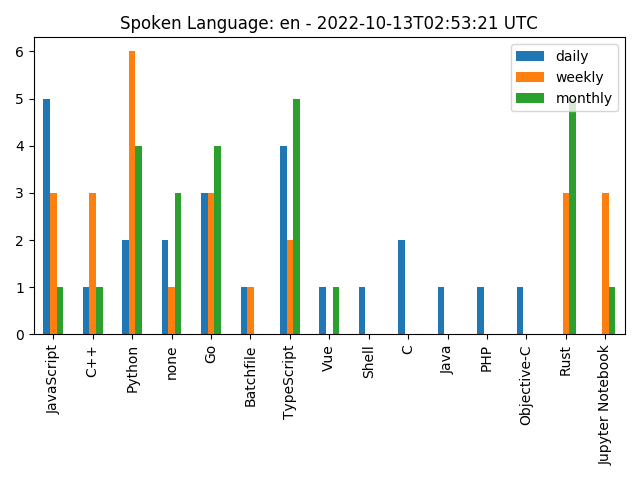 Spoken Language: en - 2022-10-13T02:53:21 UTC
daily
weekly
monthly
6
5
4
3
2
1
0
JavaScript
C++
Python
none
Go
Batchfile
TypeScript
Vue
Shell
C
Java
PHP
Objective-C
Rust
Jupyter Notebook